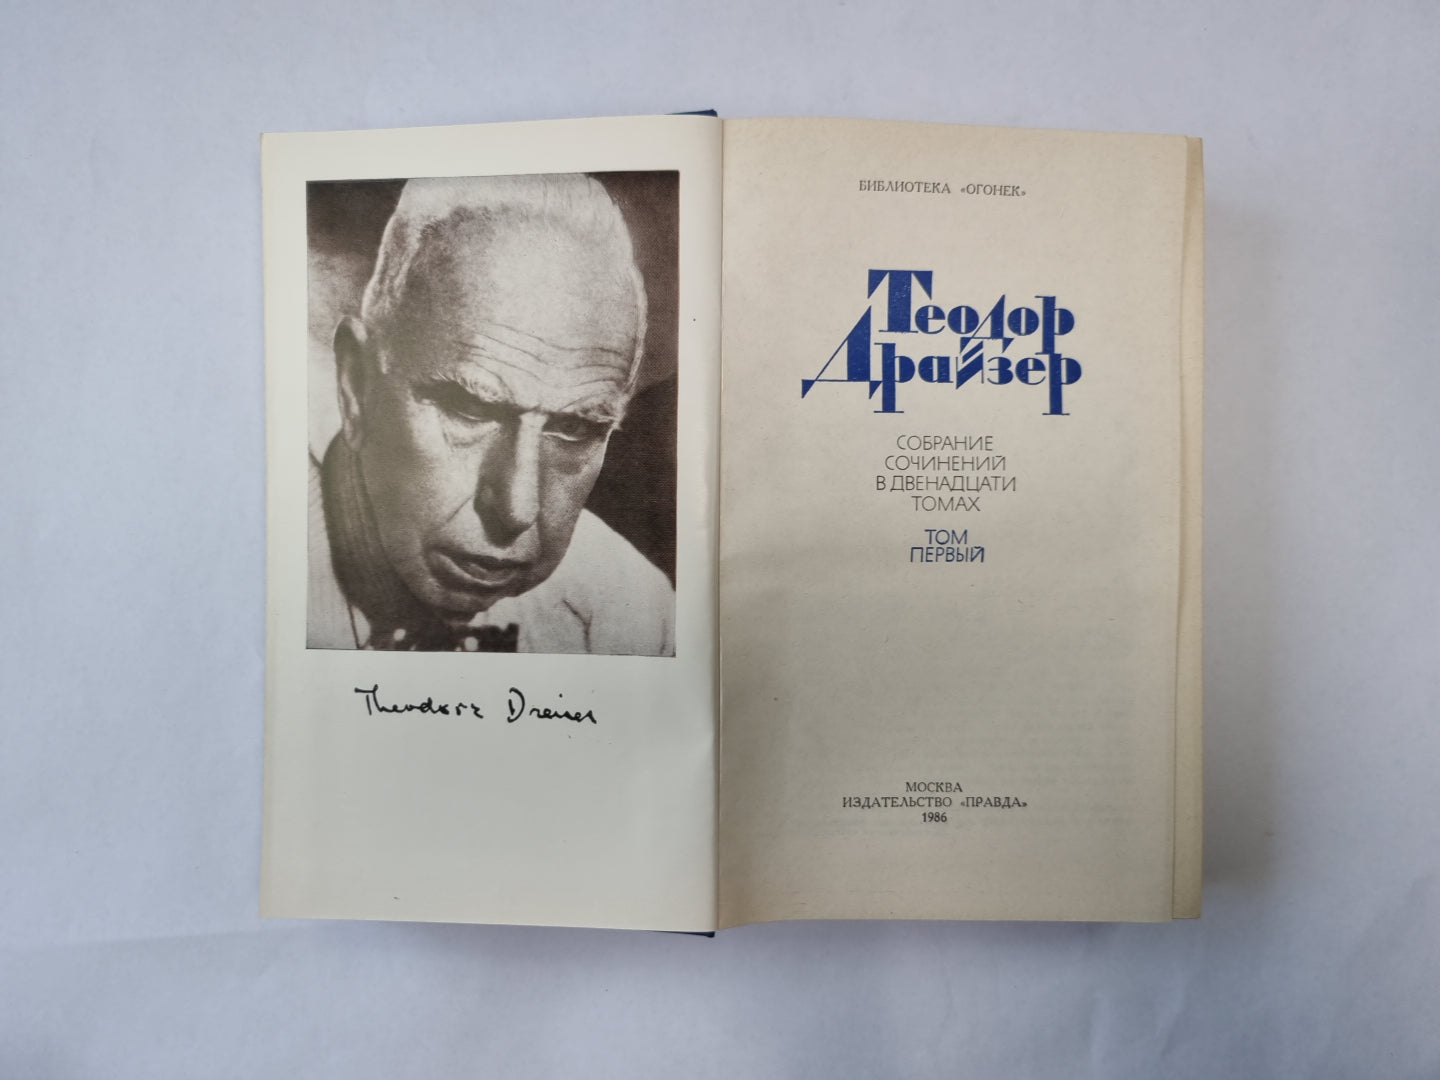 Theodore Dreiser
БИБЛИОТЕКА «ОГОНЕК»
Теодор
Драйзер
СОБРАНИЕ
СОЧИНЕНИЙ
В ДВЕНАДЦАТИ
ТОМАХ
ТОМ
ПЕРВЫЙ
МОСКВА
ИЗДАТЕЛЬСТВО «ПРАВДА»
1986